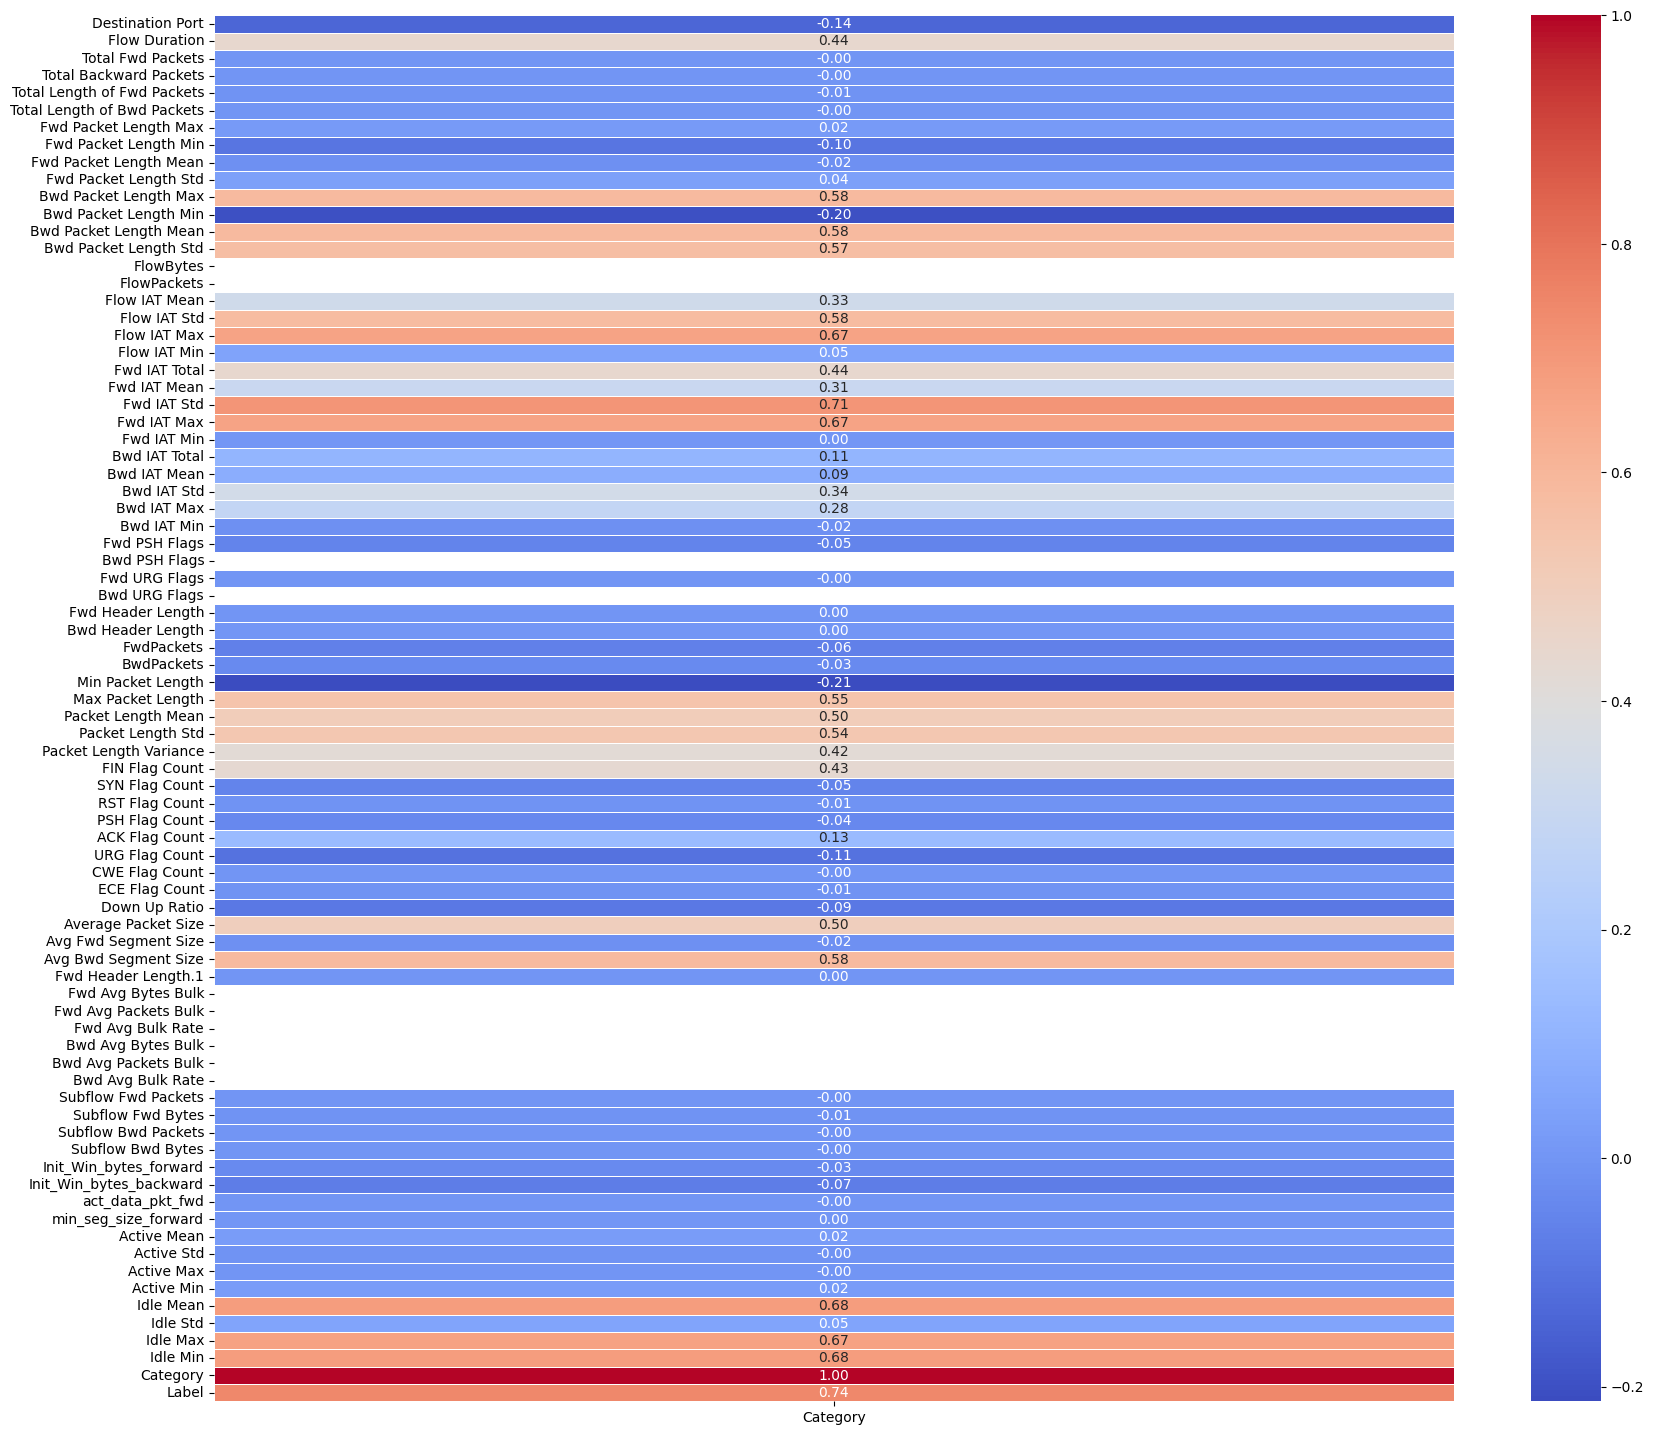 Destination Port -0.14
Flow Duration 0.44
Total Fwd Packets -0.00
Total Backward Packets -0.00
Total Length of Fwd Packets -0.01
Total Length of Bwd Packets -0.00
Fwd Packet Length Max 0.02
Fwd Packet Length Min -0.10
Fwd Packet Length Mean -0.02
Fwd Packet Length Std 0.04
Bwd Packet Length Max 0.58
Bwd Packet Length Min -0.20
Bwd Packet Length Mean 0.58
Bwd Packet Length Std 0.57
FlowBytes
FlowPackets
Flow IAT Mean 0.33
Flow IAT Std 0.58
Flow IAT Max 0.67
Flow IAT Min 0.05
Fwd IAT Total 0.44
Fwd IAT Mean 0.31
Fwd IAT Std 0.71
Fwd IAT Max 0.67
Fwd IAT Min 0.00
Bwd IAT Total 0.11
Bwd IAT Mean 0.09
Bwd IAT Std 0.34
Bwd IAT Max 0.28
Bwd IAT Min -0.02
Fwd PSH Flags -0.05
Bwd PSH Flags
Fwd URG Flags -0.00
Bwd URG Flags
Fwd Header Length 0.00
Bwd Header Length 0.00
FwdPackets -0.06
BwdPackets -0.03
Min Packet Length -0.21
Max Packet Length 0.55
Packet Length Mean 0.50
Packet Length Std 0.54
Packet Length Variance 0.42
FIN Flag Count 0.43
SYN Flag Count -0.05
RST Flag Count -0.01
PSH Flag Count -0.04
ACK Flag Count 0.13
URG Flag Count -0.11
CWE Flag Count -0.00
ECE Flag Count -0.01
Down Up Ratio -0.09
Average Packet Size 0.50
Avg Fwd Segment Size -0.02
Avg Bwd Segment Size 0.58
Fwd Header Length.1 0.00
Fwd Avg Bytes Bulk
Fwd Avg Packets Bulk
Fwd Avg Bulk Rate
Bwd Avg Bytes Bulk
Bwd Avg Packets Bulk
Bwd Avg Bulk Rate
Subflow Fwd Packets -0.00
Subflow Fwd Bytes -0.01
Subflow Bwd Packets -0.00
Subflow Bwd Bytes -0.00
Init_Win_bytes_forward -0.03
Init_Win_bytes_backward -0.07
act_data_pkt_fwd -0.00
min_seg_size_forward 0.00
Active Mean 0.02
Active Std -0.00
Active Max -0.00
Active Min 0.02
Idle Mean 0.68
Idle Std 0.05
Idle Max 0.67
Idle Min 0.68
Category 1.00
Label 0.74
Category
1.0
0.8
0.6
0.4
0.2
0.0
−0.2